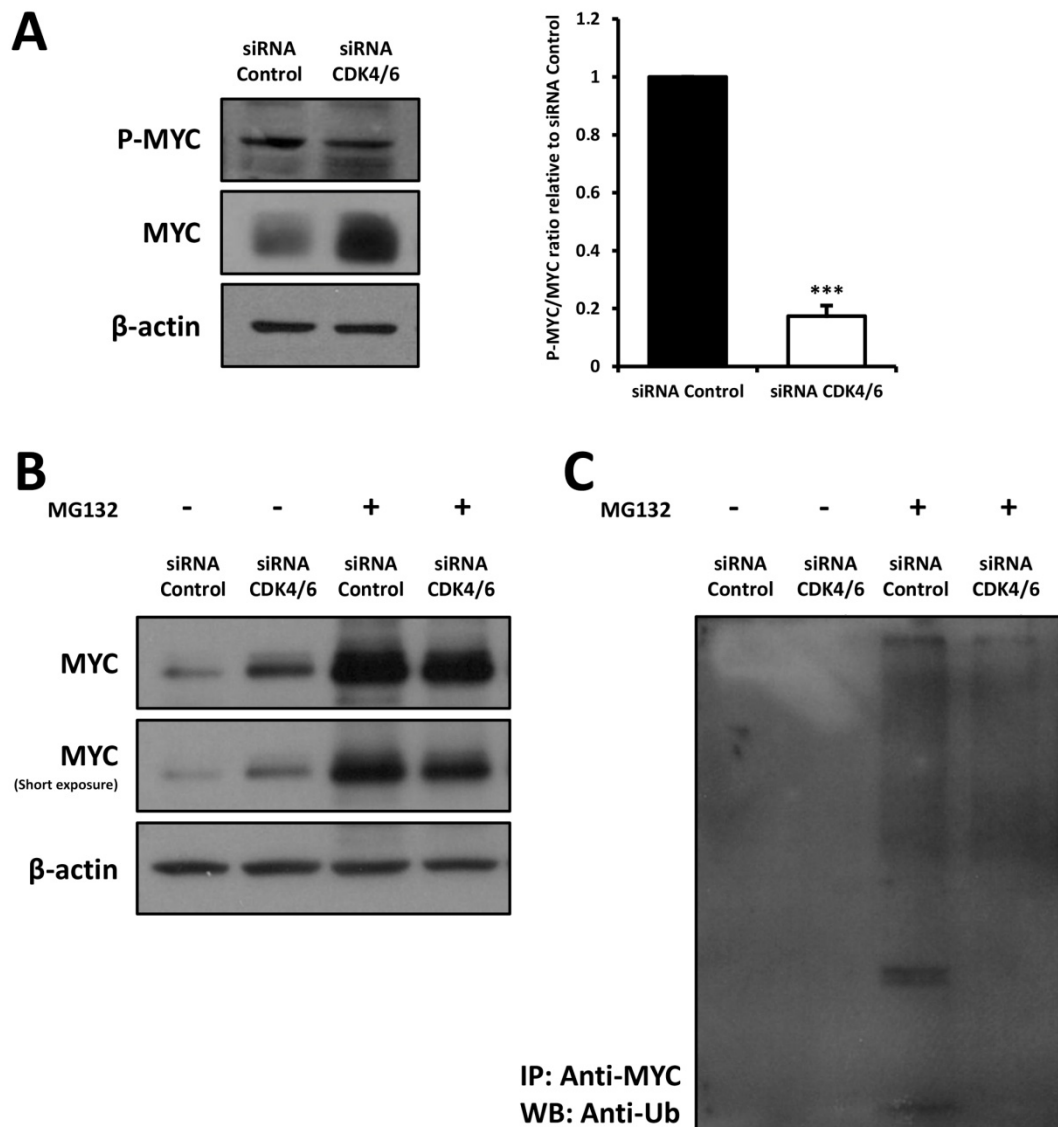 A
siRNA Control
siRNA CDK4/6
P-MYC
MYC
β-actin
P-MYC/MYC ratio relative to siRNA Control
1.2
1
0.8
0.6
0.4
0.2
0
***
siRNA Control
siRNA CDK4/6
B
MG132
-
-
+
+
siRNA Control
siRNA CDK4/6
siRNA Control
siRNA CDK4/6
MYC
MYC
(Short exposure)
β-actin
C
MG132
-
-
+
+
siRNA Control
siRNA CDK4/6
siRNA Control
siRNA CDK4/6
IP: Anti-MYC
WB: Anti-Ub